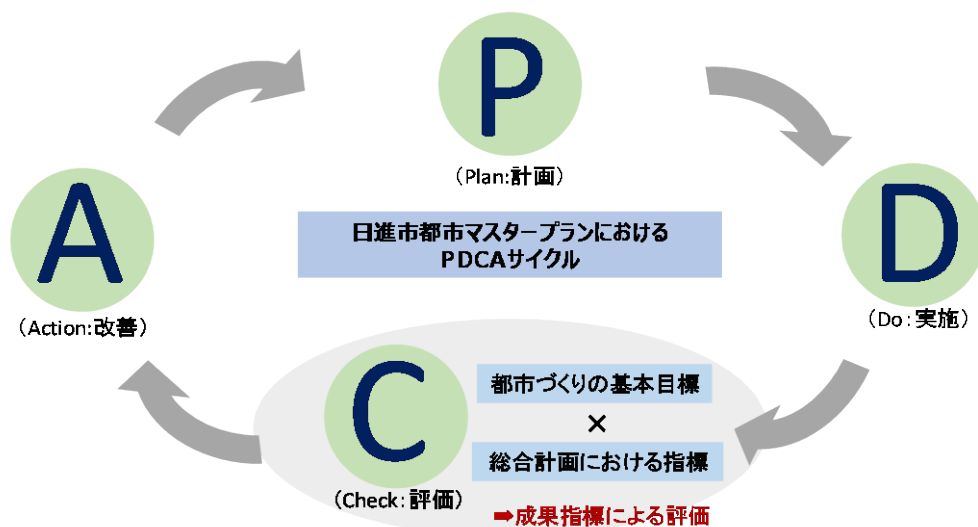 P
(Plan:計画)
A
(Action:改善)
日進市都市マスタープランにおける
PDCAサイクル
D
(Do:実施)
C
(Check:評価)
都市づくりの基本目標
×
総合計画における指標
➡成果指標による評価